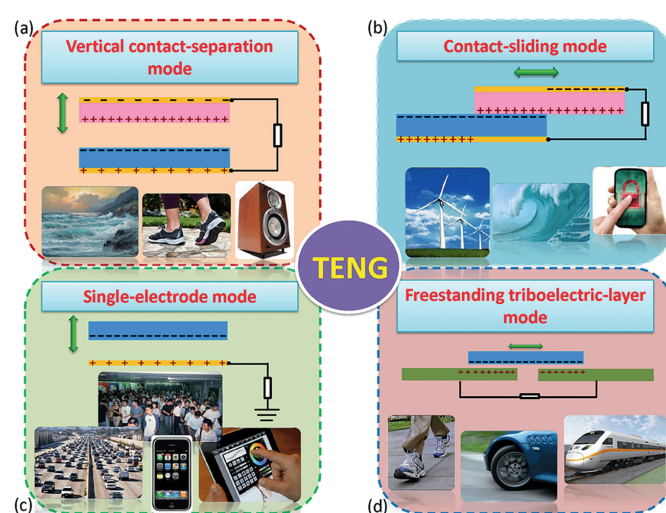 (a)
Vertical contact-separation
mode
(b)
Contact-sliding mode
TENG
Single-electrode mode
(c)
Freestanding triboelectric-layer
mode
(d)